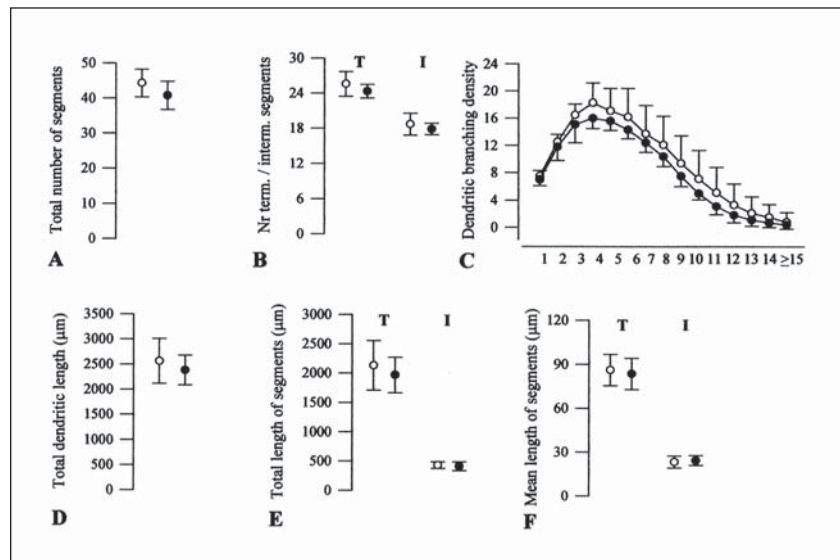 50
40
30
20
10
0
Total number of segments
A
30
24
18
12
6
0
Nr term. / interm. segments
T I
B
24
20
16
12
8
4
0
Dendritic branching density
C
1 2 3 4 5 6 7 8 9 10 11 12 13 14 ≥15
3500
3000
2500
2000
1500
1000
500
0
Total dendritic length (µm)
D
3000
2500
2000
1500
1000
500
0
Total length of segments (µm)
T I
E
120
90
60
30
0
Mean length of segments (µm)
T I
F